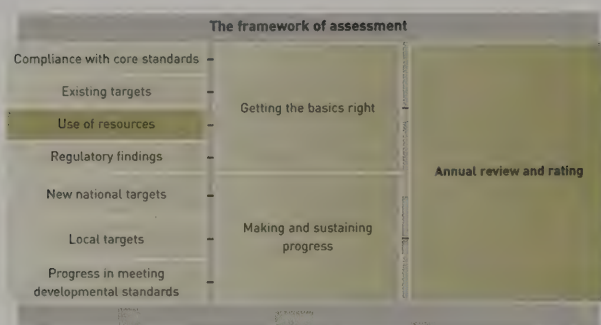 The framework of assessment
Compliance with core standards
Existing targets
Use of resources
Regulatory findings
New national targets
Local targets
Progress in meeting
developmental standards
Getting the basics right
Making and sustaining
progress
Annual review and rating